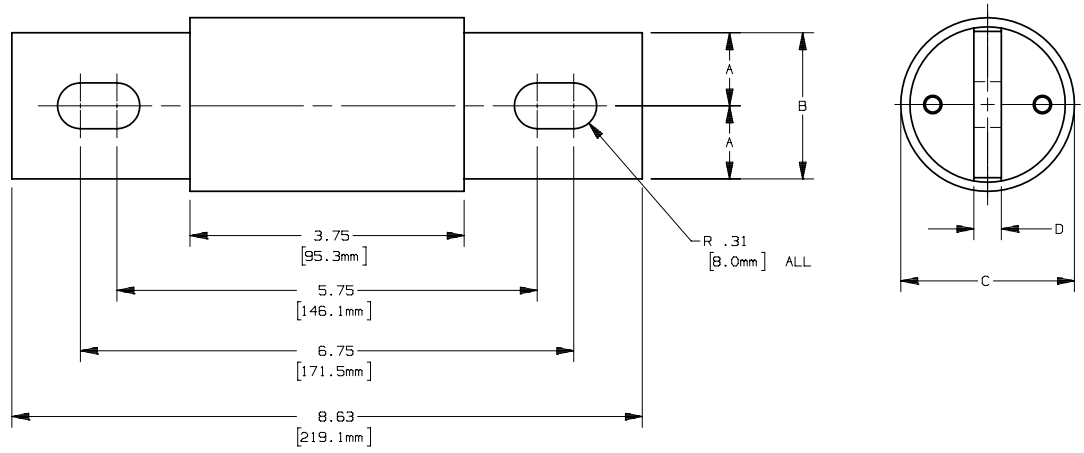 A
B
A
3.75
[95.3mm]
R .31
[8.0mm] ALL
D
C
5.75
[146.1mm]
6.75
[171.5mm]
8.63
[219.1mm]